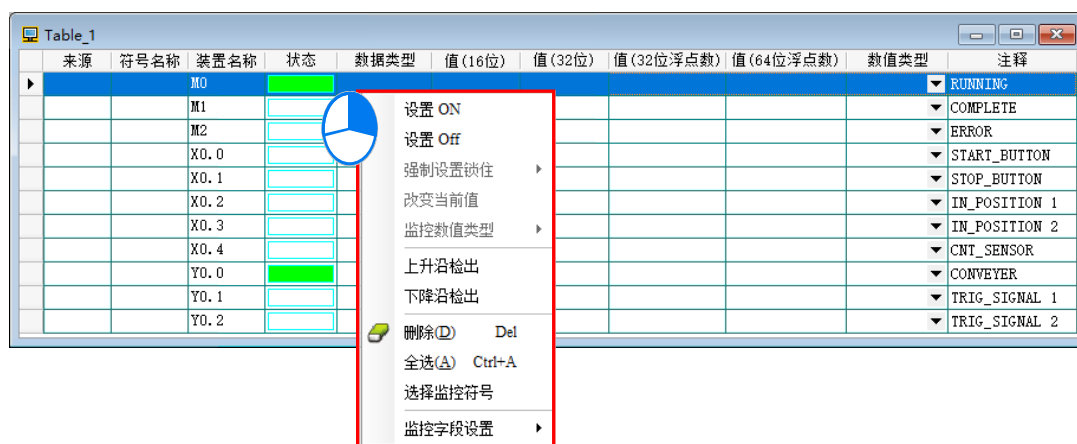 Table_1
来源 符号名称 装置名称 状态 数据类型 值(16位) 值(32位) 值(32位浮点数) 值(64位浮点数) 数值类型 注释
M0 RUNNING
M1 COMPLETE
M2 ERROR
X0.0 START_BUTTON
X0.1 STOP_BUTTON
X0.2 IN_POSITION 1
X0.3 IN_POSITION 2
X0.4 CNT_SENSOR
Y0.0 CONVEYER
Y0.1 TRIG_SIGNAL 1
Y0.2 TRIG_SIGNAL 2
设置 ON
设置 Off
强制设置锁住
改变当前值
监控数值类型
上升沿检出
下降沿检出
删除(D) Del
全选(A) Ctrl+A
选择监控符号
监控字段设置